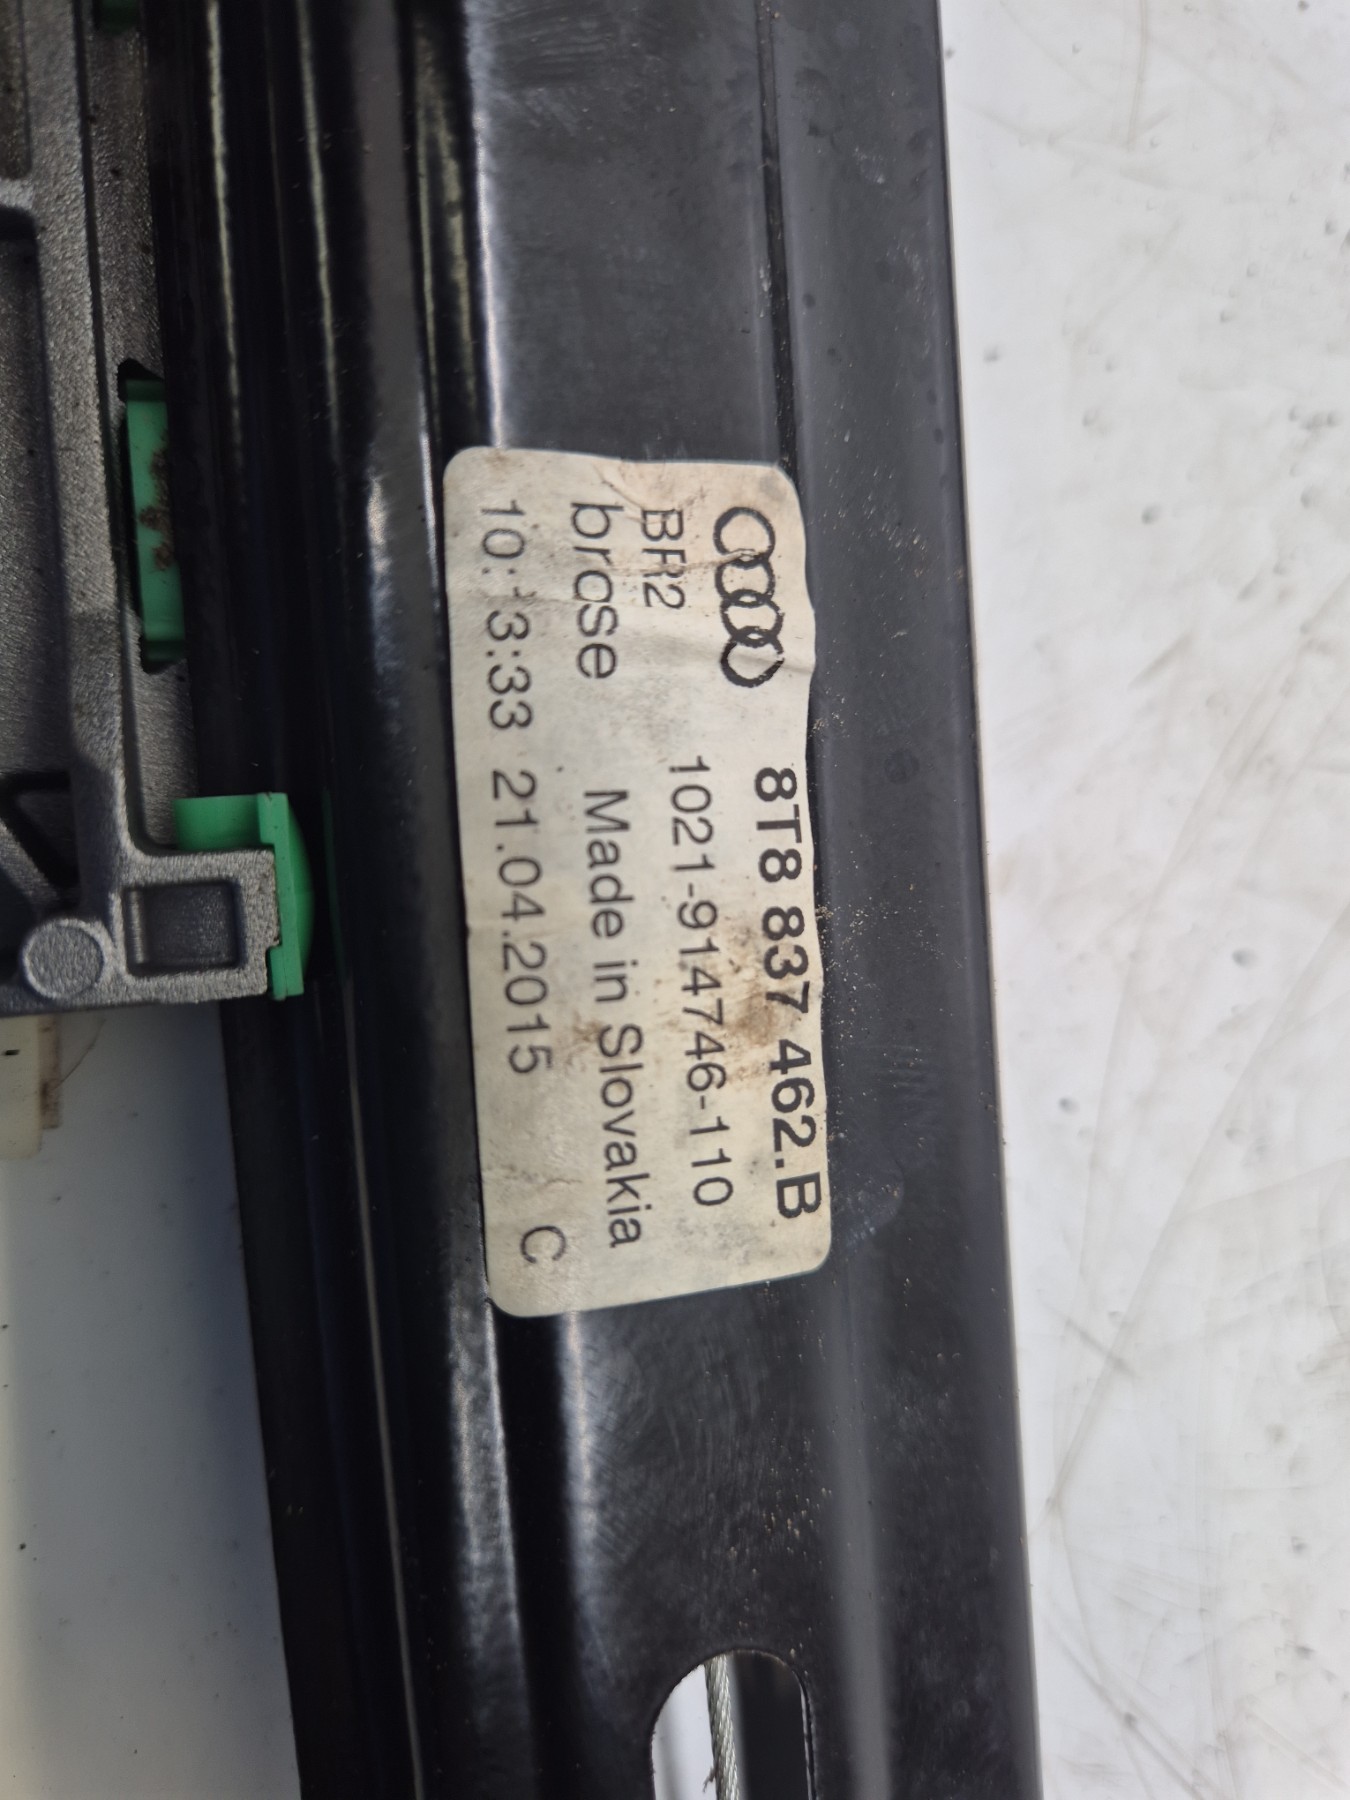 8T8 837 462.B
BR2 1021-914746-110
brose Made in Slovakia
21.04.2015 C